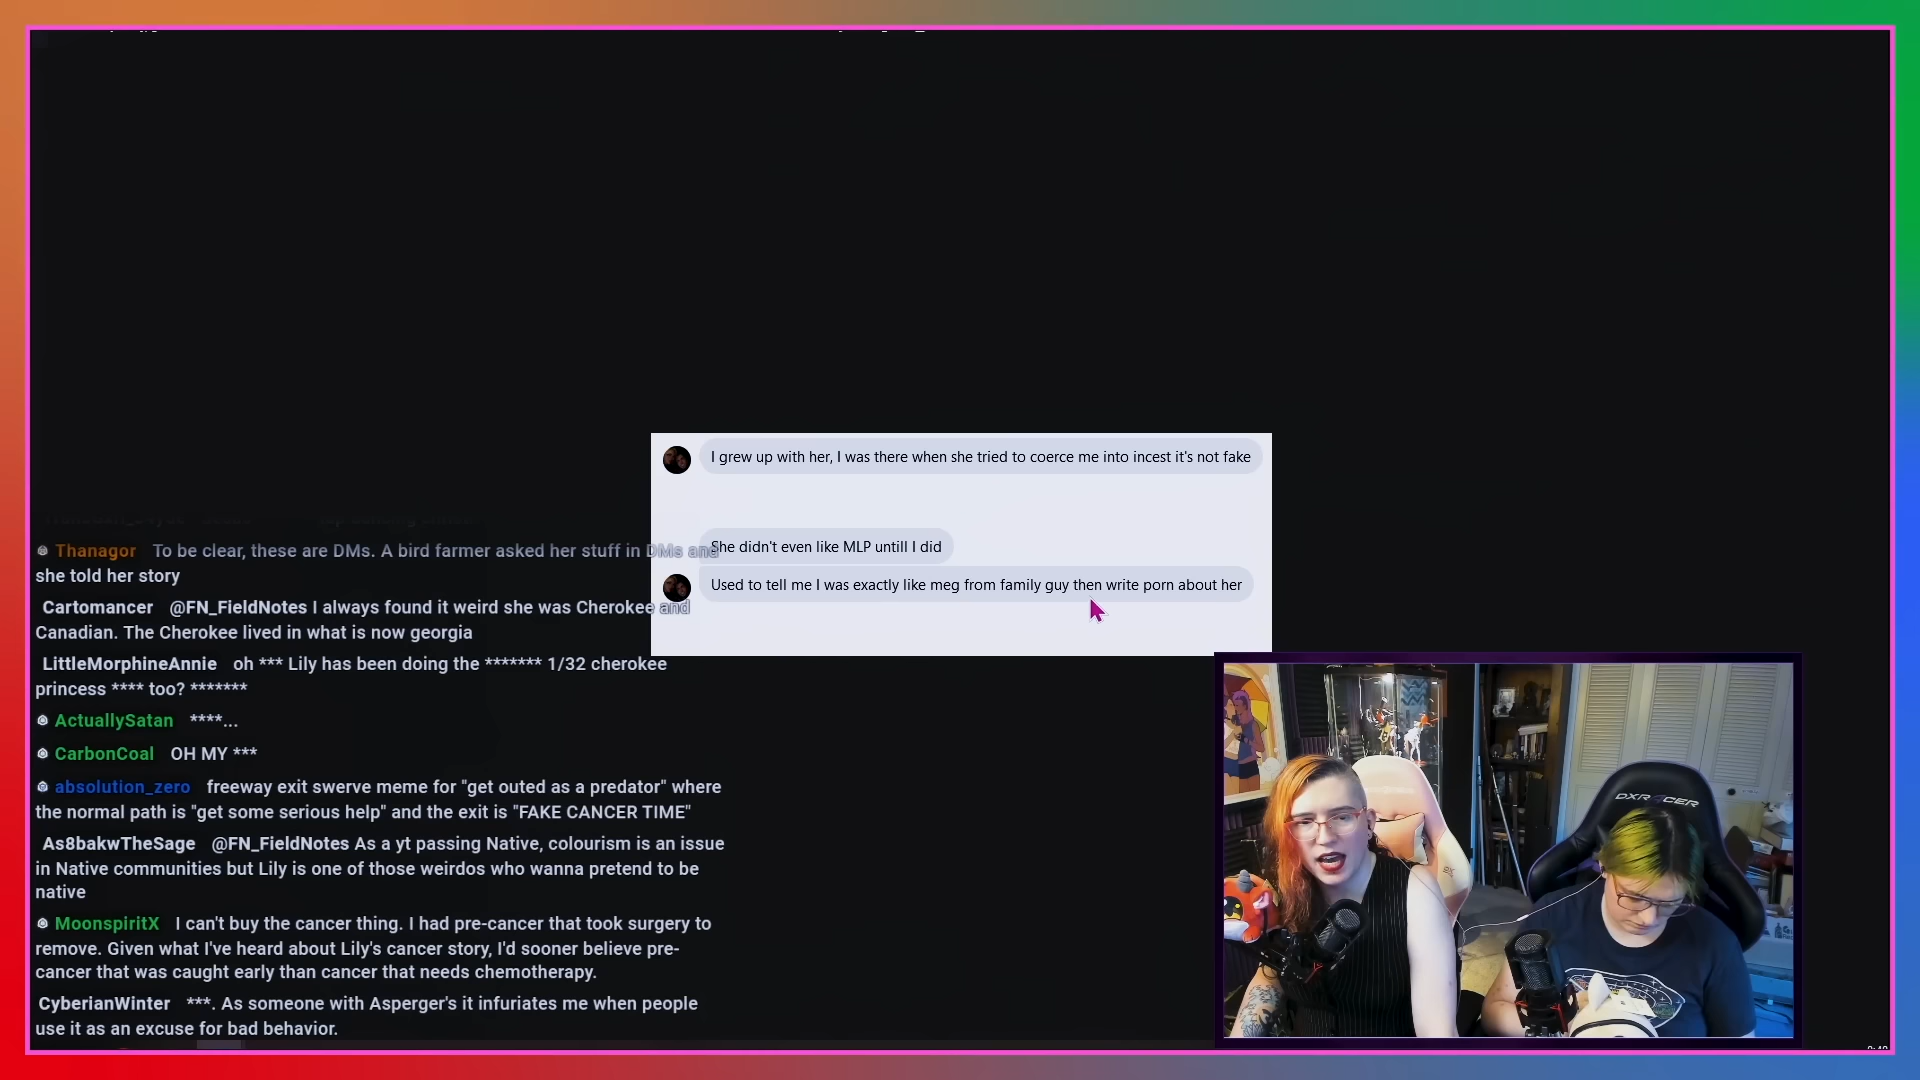 I grew up with her, I was there when she tried to coerce me into incest it's not fake
She didn't even like MLP untill I did
Used to tell me I was exactly like meg from family guy then write porn about her
Thanagor To be clear, these are DMs. A bird farmer asked her stuff in DMs and
she told her story
Cartomancer @FN_FieldNotes I always found it weird she was Cherokee and
Canadian. The Cherokee lived in what is now georgia
LittleMorphineAnnie oh *** Lily has been doing the ******* 1/32 cherokee
princess **** too? *******
ActuallySatan ****...
CarbonCoal OH MY ***
absolution_zero freeway exit swerve meme for "get outed as a predator" where
the normal path is "get some serious help" and the exit is "FAKE CANCER TIME"
As8bakwTheSage @FN_FieldNotes As a yt passing Native, colourism is an issue
in Native communities but Lily is one of those weirdos who wanna pretend to be
native
MoonspiritX I can't buy the cancer thing. I had pre-cancer that took surgery to
remove. Given what I've heard about Lily's cancer story, I'd sooner believe pre-
cancer that was caught early than cancer that needs chemotherapy.
CyberianWinter ***. As someone with Asperger's it infuriates me when people
use it as an excuse for bad behavior.
DXRACER